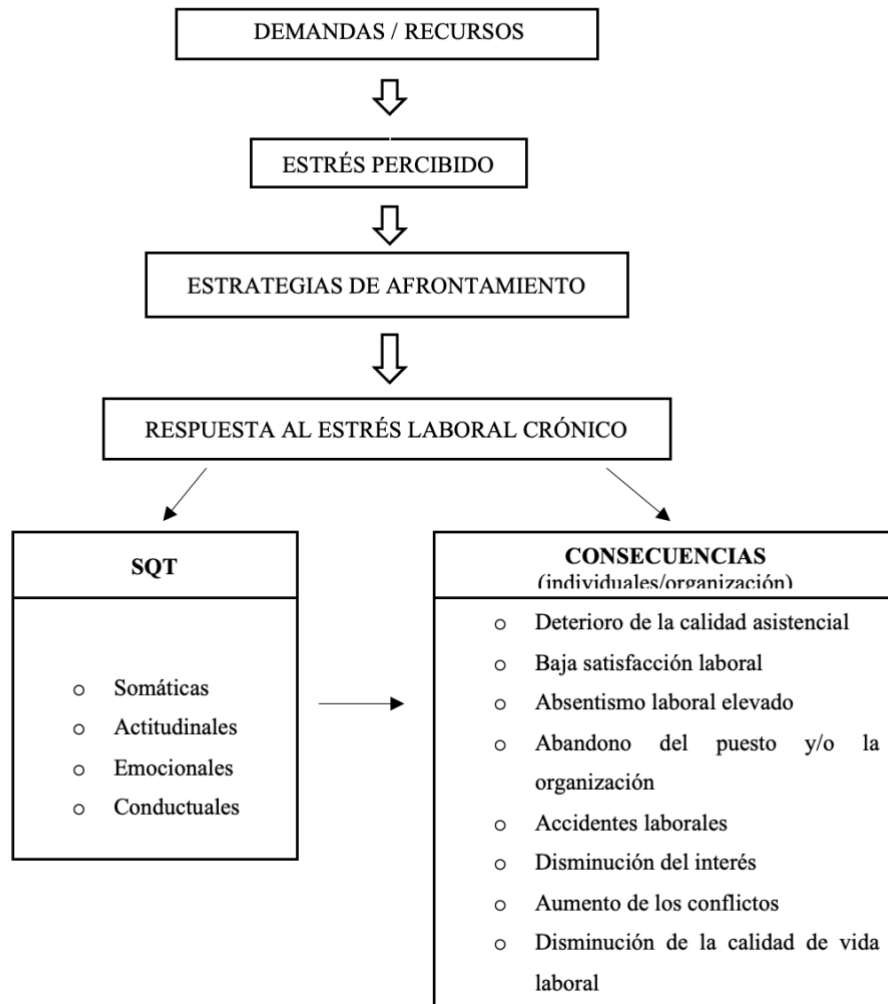 DEMANDAS / RECURSOS
ESTRÉS PERCIBIDO
ESTRATEGIAS DE AFRONTAMIENTO
RESPUESTA AL ESTRÉS LABORAL CRÓNICO
SQT
o Somáticas
o Actitudinales
o Emocionales
o Conductuales
CONSECUENCIAS
(individuales/organización)
o Deterioro de la calidad asistencial
o Baja satisfacción laboral
o Absentismo laboral elevado
o Abandono del puesto y/o la
organización
o Accidentes laborales
o Disminución del interés
o Aumento de los conflictos
o Disminución de la calidad de vida
laboral